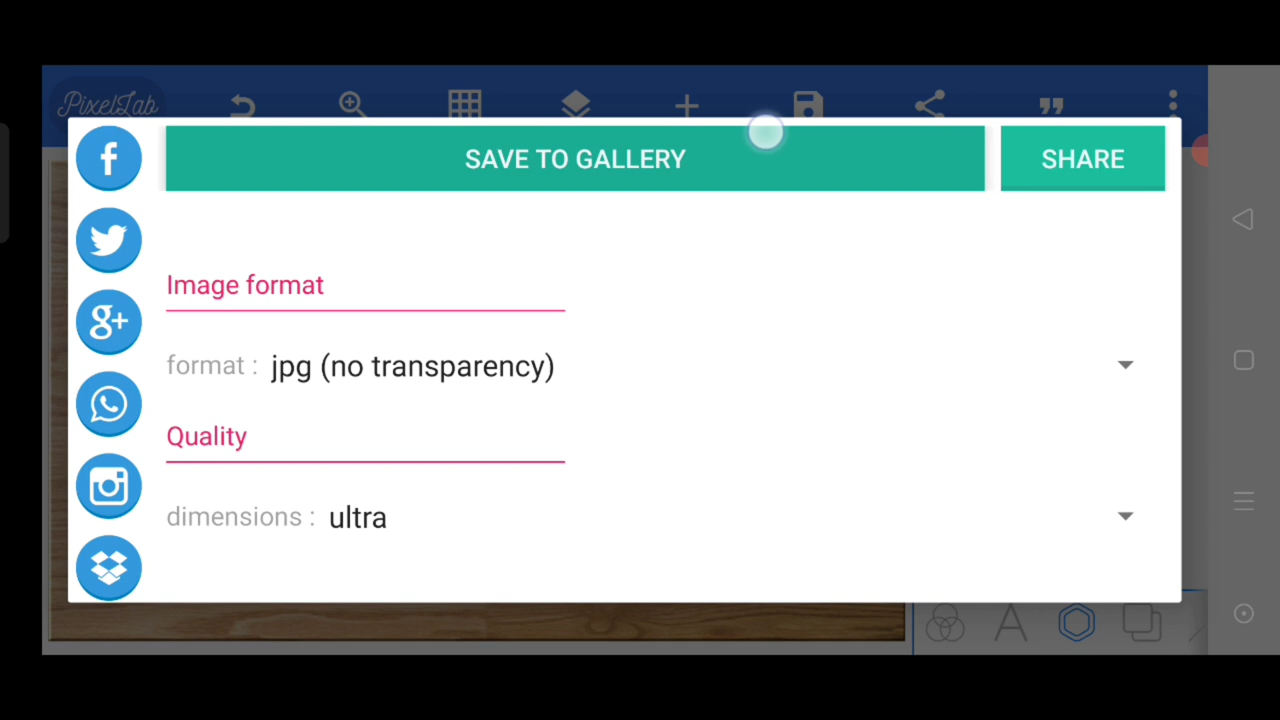 PixelLab
SAVE TO GALLERY
SHARE
Image format
format : jpg (no transparency)
Quality
dimensions : ultra